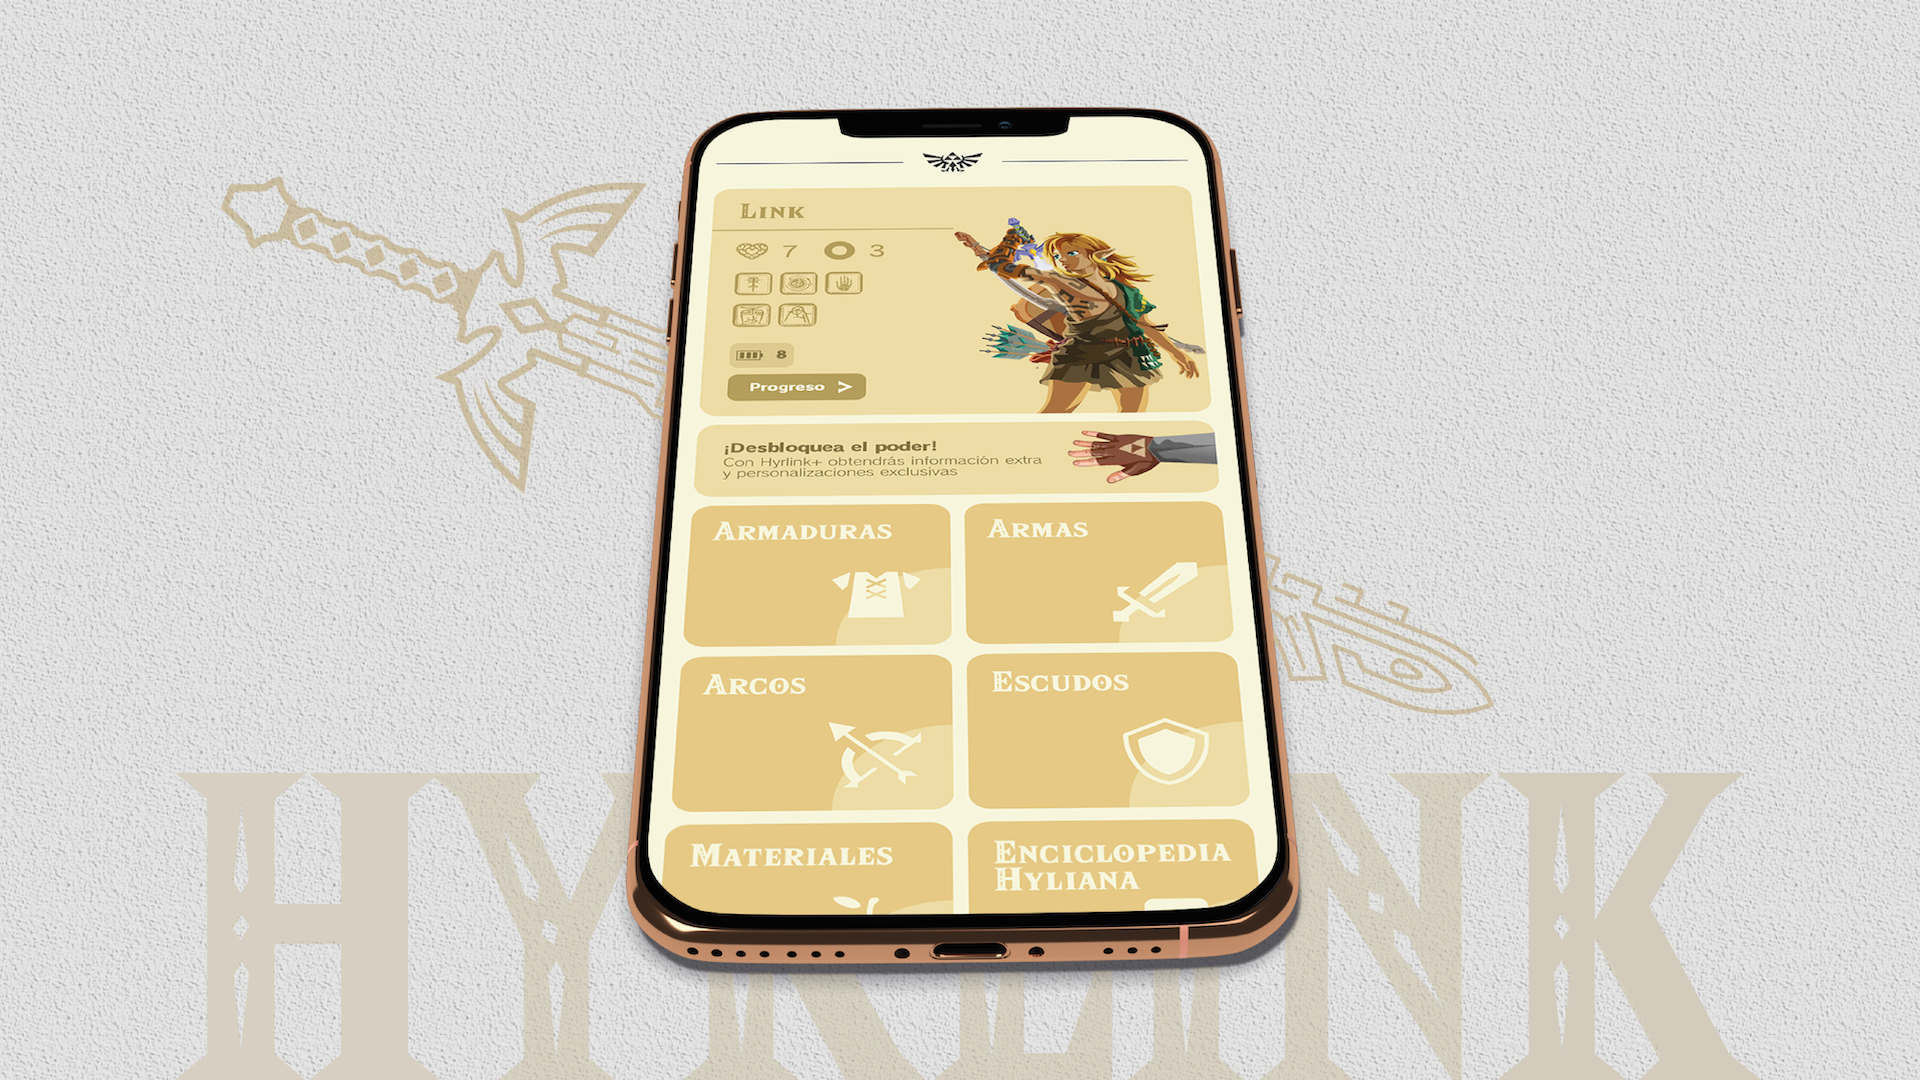 Link
7 3
8
Progreso >
¡Desbloquea el poder!
Con Hyrlink+ obtendrás información extra
y personalizaciones exclusivas
Armaduras
Armas
Arcos
Escudos
Materiales
Enciclopedia
Hyliana
HYRLINK